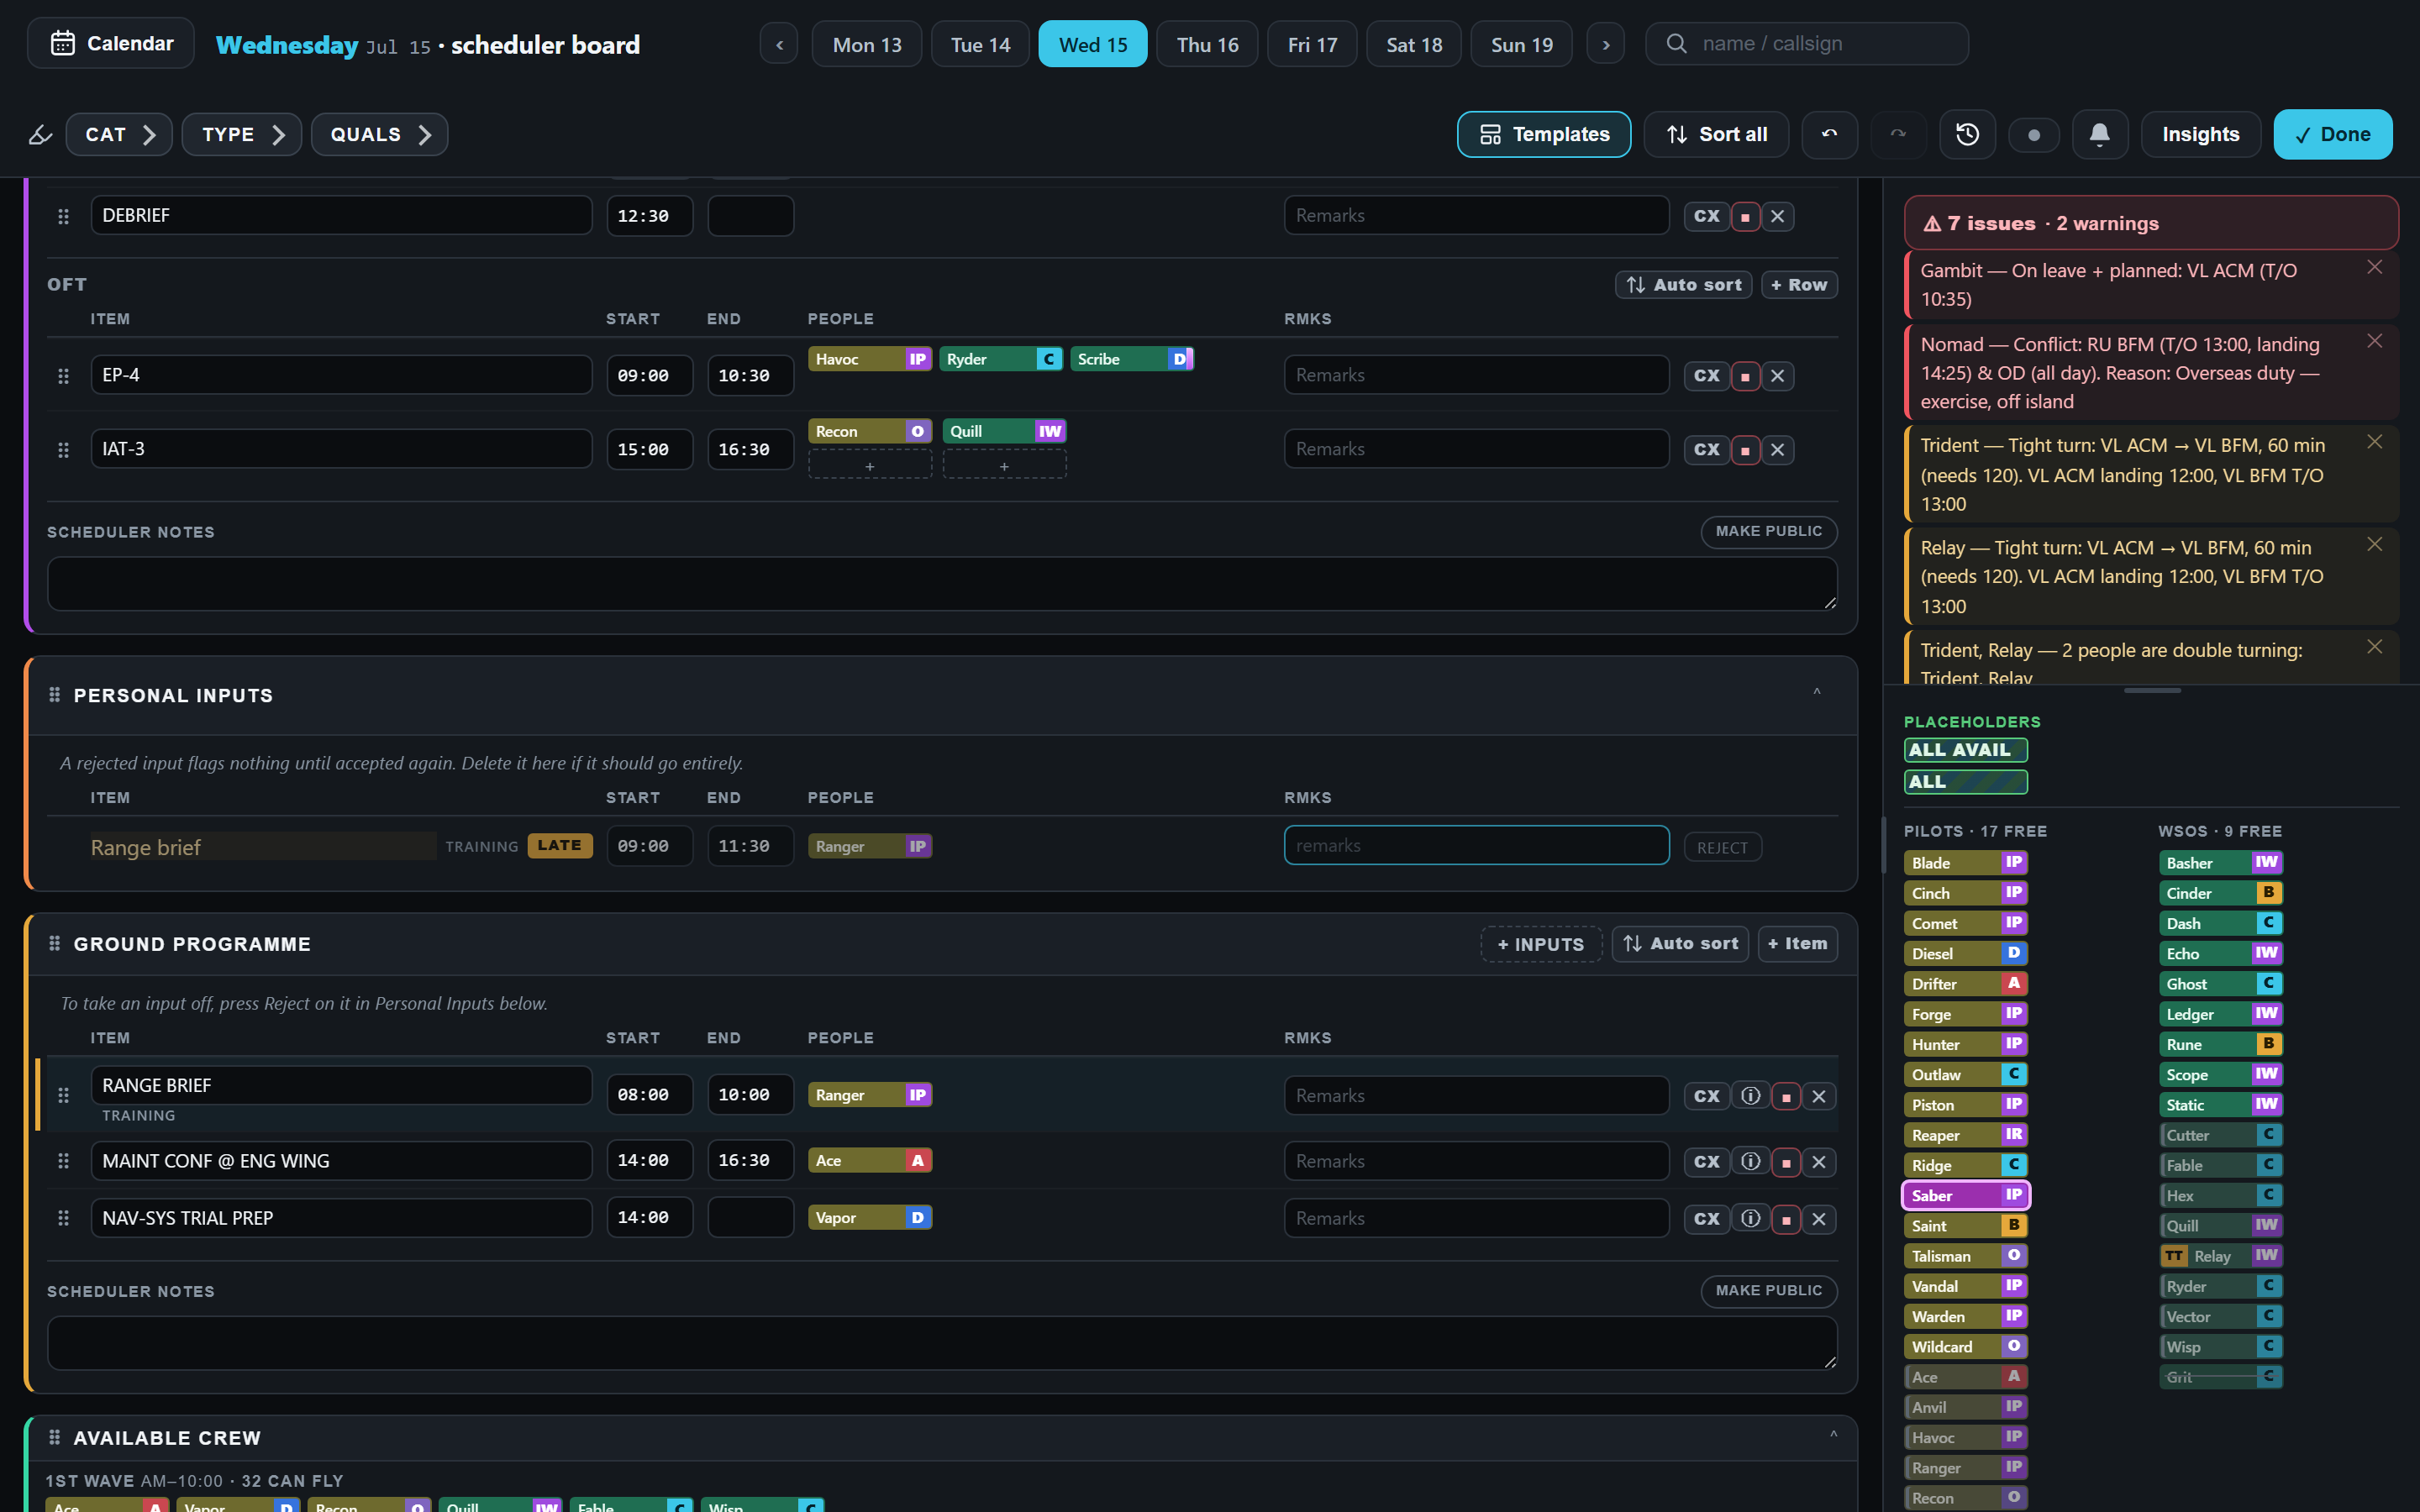 Calendar
Wednesday Jul 15 · scheduler board
Mon 13
Tue 14
Wed 15
Thu 16
Fri 17
Sat 18
Sun 19
name / callsign
CAT
TYPE
QUALS
Templates
Sort all
Insights
✓ Done
DEBRIEF 12:30 Remarks CX
OFT
Auto sort
+ Row
ITEM START END PEOPLE RMKS
EP-4 09:00 10:30 Havoc IP Ryder C Scribe D Remarks CX
IAT-3 15:00 16:30 Recon O Quill IW Remarks CX
+ +
SCHEDULER NOTES
MAKE PUBLIC
PERSONAL INPUTS
A rejected input flags nothing until accepted again. Delete it here if it should go entirely.
ITEM START END PEOPLE RMKS
Range brief TRAINING LATE 09:00 11:30 Ranger IP remarks REJECT
GROUND PROGRAMME
+ INPUTS
Auto sort
+ Item
To take an input off, press Reject on it in Personal Inputs below.
ITEM START END PEOPLE RMKS
RANGE BRIEF 08:00 10:00 Ranger IP Remarks CX
TRAINING
MAINT CONF @ ENG WING 14:00 16:30 Ace A Remarks CX
NAV-SYS TRIAL PREP 14:00 Vapor D Remarks CX
SCHEDULER NOTES
MAKE PUBLIC
AVAILABLE CREW
1ST WAVE AM–10:00 · 32 CAN FLY
Ace A Vapor D Recon O Quill IW Fable C Wisp C
⚠ 7 issues · 2 warnings
Gambit — On leave + planned: VL ACM (T/O
10:35)
Nomad — Conflict: RU BFM (T/O 13:00, landing
14:25) & OD (all day). Reason: Overseas duty —
exercise, off island
Trident — Tight turn: VL ACM → VL BFM, 60 min
(needs 120). VL ACM landing 12:00, VL BFM T/O
13:00
Relay — Tight turn: VL ACM → VL BFM, 60 min
(needs 120). VL ACM landing 12:00, VL BFM T/O
13:00
Trident, Relay — 2 people are double turning:
Trident, Relay
PLACEHOLDERS
ALL AVAIL
ALL
PILOTS · 17 FREE
Blade IP
Cinch IP
Comet IP
Diesel D
Drifter A
Forge IP
Hunter IP
Outlaw C
Piston IP
Reaper IR
Ridge C
Saber IP
Saint B
Talisman O
Vandal IP
Warden IP
Wildcard O
Ace A
Anvil IP
Havoc IP
Ranger IP
Recon O
WSOS · 9 FREE
Basher IW
Cinder B
Dash C
Echo IW
Ghost C
Ledger IW
Rune B
Scope IW
Static IW
Cutter C
Fable C
Hex C
Quill IW
TT Relay IW
Ryder C
Vector C
Wisp C
Grit C